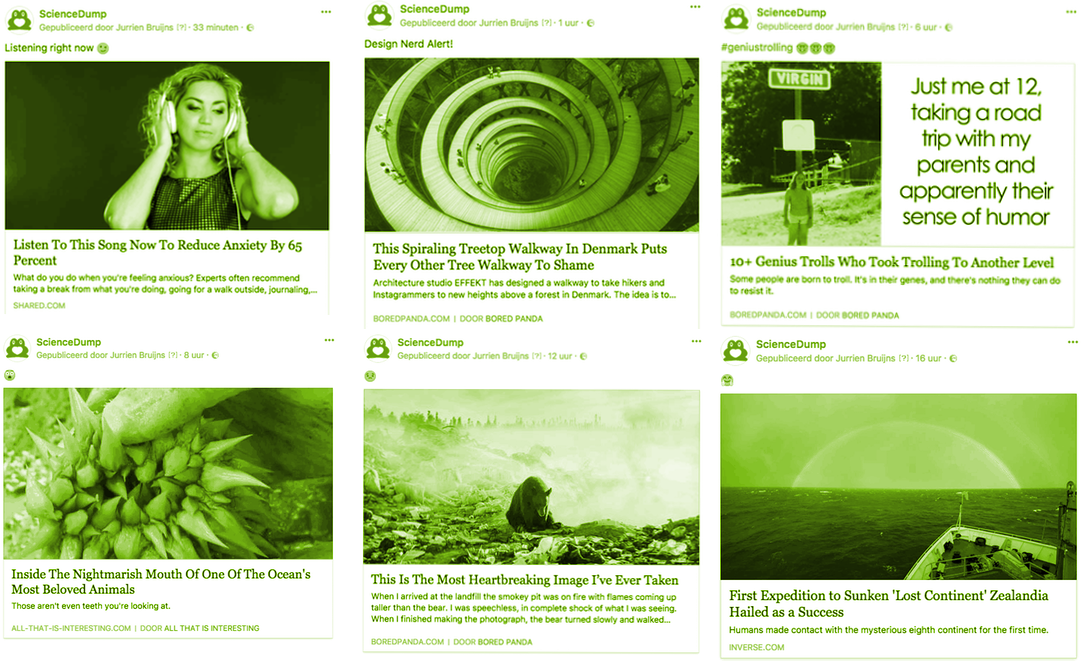 ScienceDump
Gepubliceerd door Jurrien Bruijns [?] · 33 minuten ·
Listening right now
Listen To This Song Now To Reduce Anxiety By 65
Percent
What do you do when you're feeling anxious? Experts often recommend
taking a break from what you're doing, going for a walk outside, journaling,...
SHARED.COM
ScienceDump
Gepubliceerd door Jurrien Bruijns [?] · 1 uur ·
Design Nerd Alert!
This Spiraling Treetop Walkway In Denmark Puts
Every Other Tree Walkway To Shame
Architecture studio EFFEKT has designed a walkway to take hikers and
Instagrammers to new heights above a forest in Denmark. The idea is to...
BOREDPANDA.COM | DOOR BORED PANDA
ScienceDump
Gepubliceerd door Jurrien Bruijns [?] · 6 uur ·
#geniustrolling
VIRGIN
Just me at 12,
taking a road
trip with my
parents and
apparently their
sense of humor
10+ Genius Trolls Who Took Trolling To Another Level
Some people are born to troll. It's in their genes, and there's nothing they can do
to resist it.
BOREDPANDA.COM | DOOR BORED PANDA
ScienceDump
Gepubliceerd door Jurrien Bruijns [?] · 8 uur ·
Inside The Nightmarish Mouth Of One Of The Ocean's
Most Beloved Animals
Those aren't even teeth you're looking at.
ALL-THAT-IS-INTERESTING.COM | DOOR ALL THAT IS INTERESTING
ScienceDump
Gepubliceerd door Jurrien Bruijns [?] · 12 uur ·
This Is The Most Heartbreaking Image I've Ever Taken
When I arrived at the landfill the smokey pit was on fire with flames coming up
taller than the bear. I was speechless, in complete shock of what I was seeing.
When I finished making the photograph, the bear turned slowly and walked...
BOREDPANDA.COM | DOOR BORED PANDA
ScienceDump
Gepubliceerd door Jurrien Bruijns [?] · 16 uur ·
First Expedition to Sunken 'Lost Continent' Zealandia
Hailed as a Success
Humans made contact with the mysterious eighth continent for the first time.
INVERSE.COM